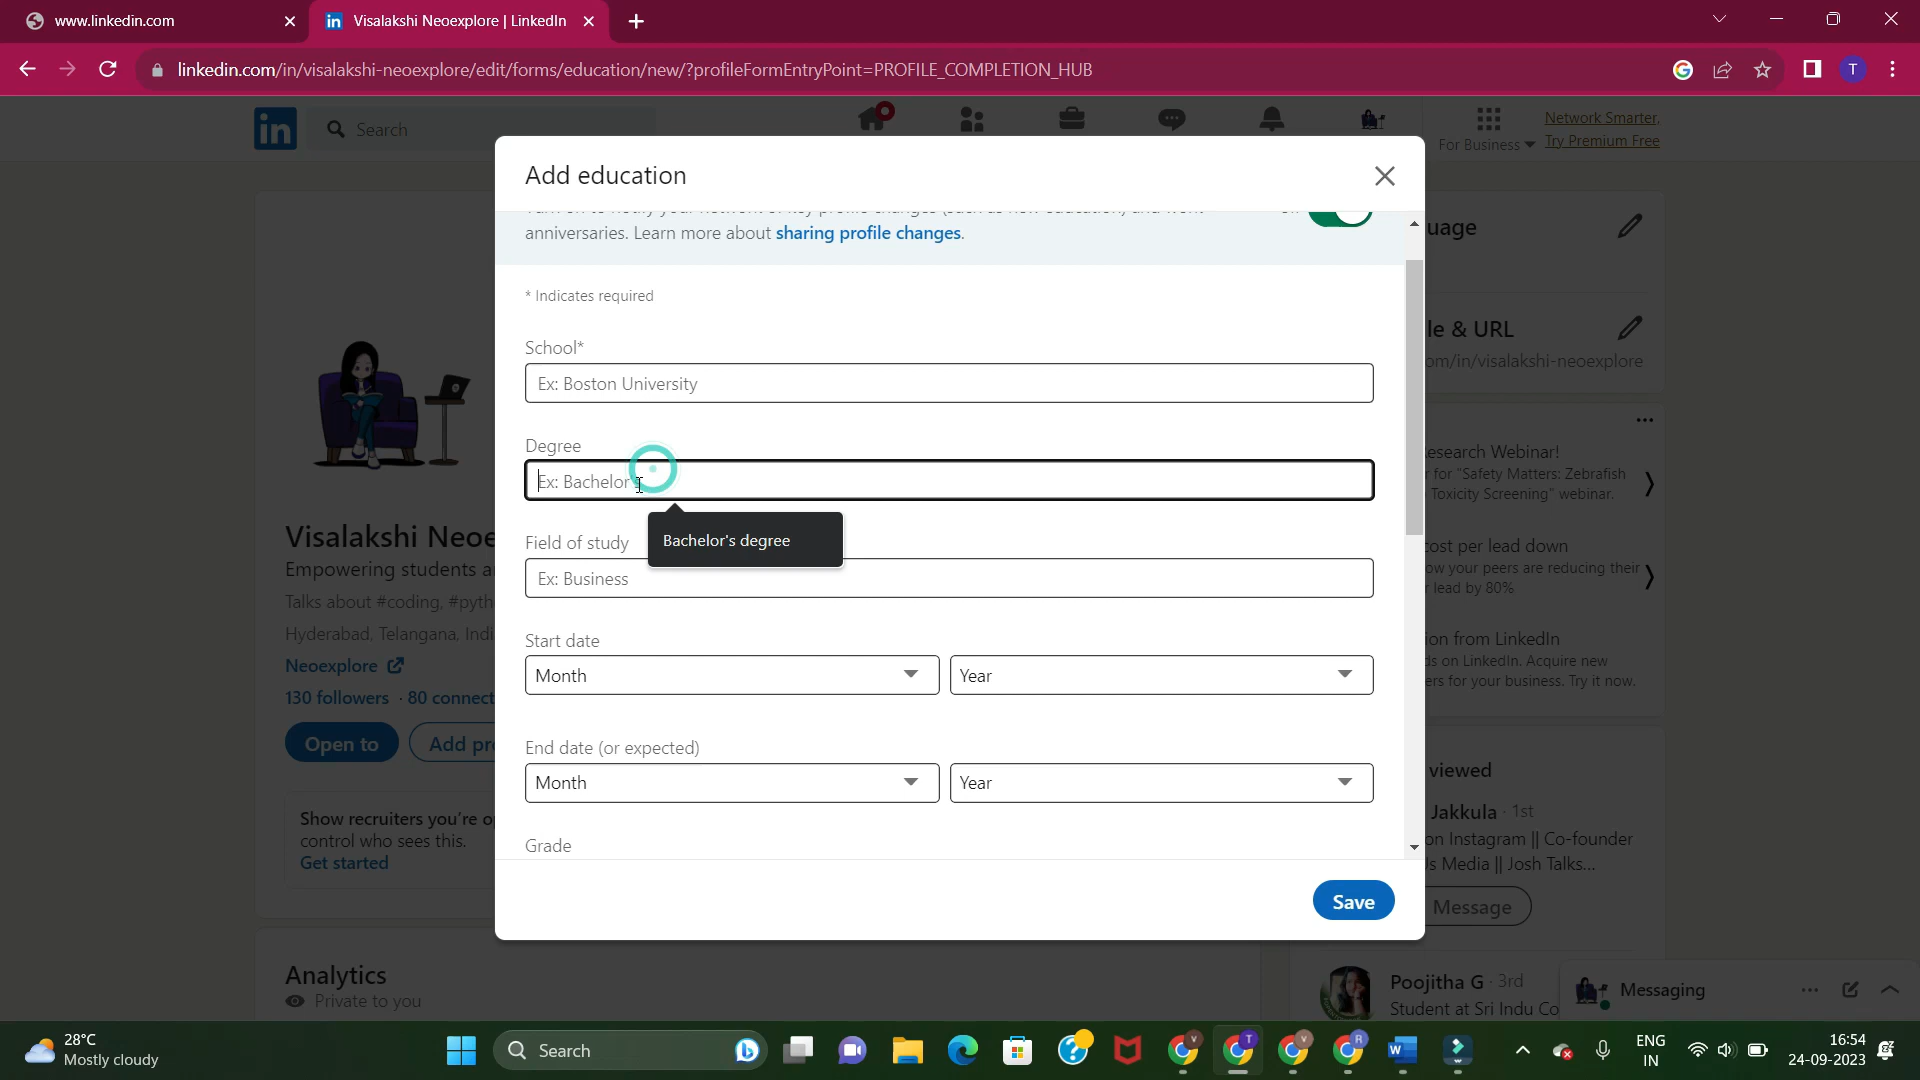 www.linkedin.com
Visalakshi Neoexplore | LinkedIn
linkedin.com/in/visalakshi-neoexplore/edit/forms/education/new/?profileFormEntryPoint=PROFILE_COMPLETION_HUB
T
in
Search
For Business
Network Smarter,
Try Premium Free
Add education
anniversaries. Learn more about sharing profile changes.
* Indicates required
School*
Ex: Boston University
Degree
Ex: Bachelor
Bachelor's degree
Field of study
Ex: Business
Start date
Month
Year
End date (or expected)
Month
Year
Grade
Save
Visalakshi Neoe
Empowering students a
Talks about #coding, #pyth
Hyderabad, Telangana, Indi
Neoexplore
130 followers · 80 connect
Open to
Add pr
Show recruiters you're o
control who sees this.
Get started
Analytics
Private to you
uage
le & URL
om/in/visalakshi-neoexplore
esearch Webinar!
r for "Safety Matters: Zebrafish
Toxicity Screening" webinar.
cost per lead down
ow your peers are reducing their
r lead by 80%
ion from LinkedIn
ds on LinkedIn. Acquire new
ers for your business. Try it now.
viewed
Jakkula · 1st
on Instagram || Co-founder
Us Media || Josh Talks...
Message
Poojitha G · 3rd
Student at Sri Indu Co
Messaging
28°C
Mostly cloudy
Search
ENG
IN
16:54
24-09-2023